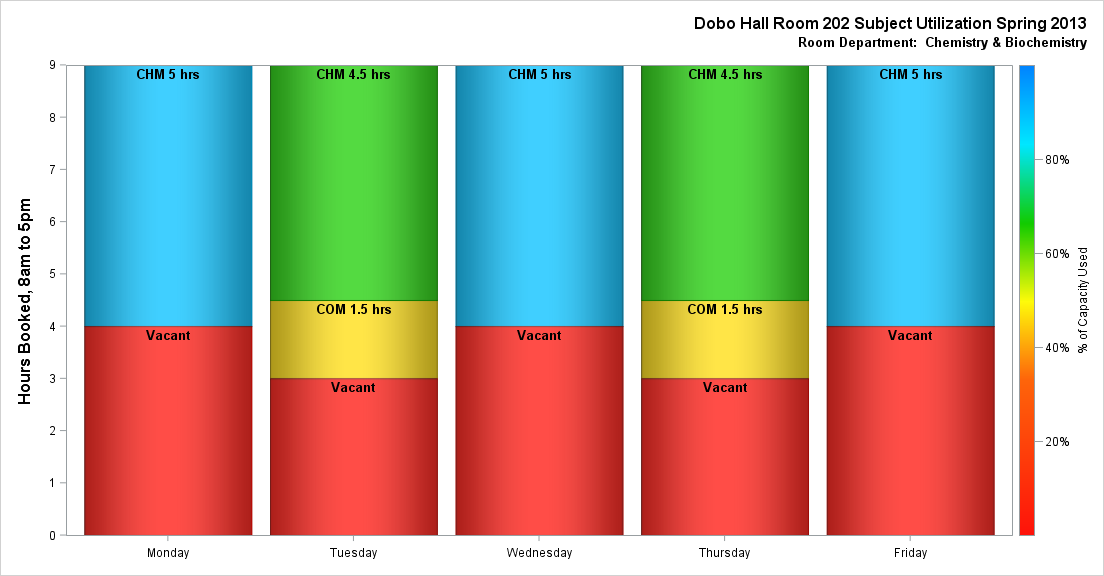 Dobo Hall Room 202 Subject Utilization Spring 2013
Room Department:  Chemistry & Biochemistry
Hours Booked, 8am to 5pm
9
8
7
6
5
4
3
2
1
0
CHM 5 hrs
Vacant
CHM 4.5 hrs
COM 1.5 hrs
Vacant
CHM 5 hrs
Vacant
CHM 4.5 hrs
COM 1.5 hrs
Vacant
CHM 5 hrs
Vacant
Monday
Tuesday
Wednesday
Thursday
Friday
80%
60%
40%
20%
% of Capacity Used